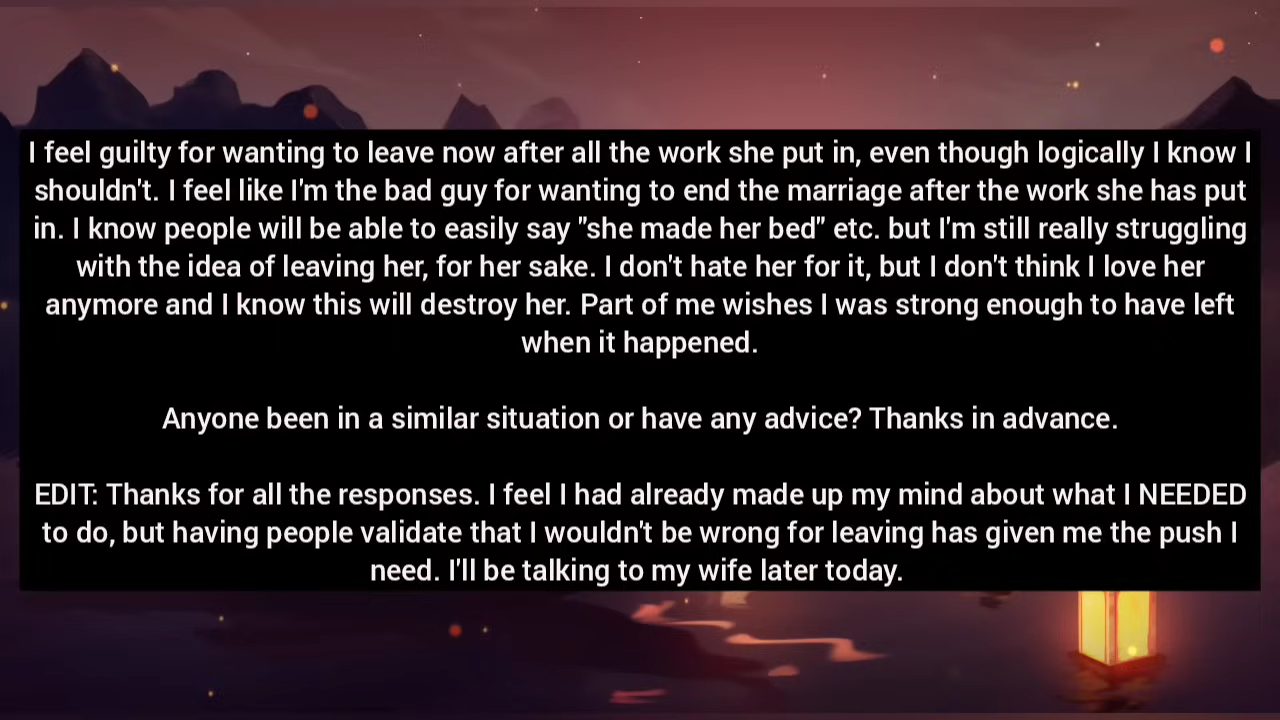 I feel guilty for wanting to leave now after all the work she put in, even though logically I know I
shouldn't. I feel like I'm the bad guy for wanting to end the marriage after the work she has put
in. I know people will be able to easily say "she made her bed" etc. but I'm still really struggling
with the idea of leaving her, for her sake. I don't hate her for it, but I don't think I love her
anymore and I know this will destroy her. Part of me wishes I was strong enough to have left
when it happened.
Anyone been in a similar situation or have any advice? Thanks in advance.
EDIT: Thanks for all the responses. I feel I had already made up my mind about what I NEEDED
to do, but having people validate that I wouldn't be wrong for leaving has given me the push I
need. I'll be talking to my wife later today.